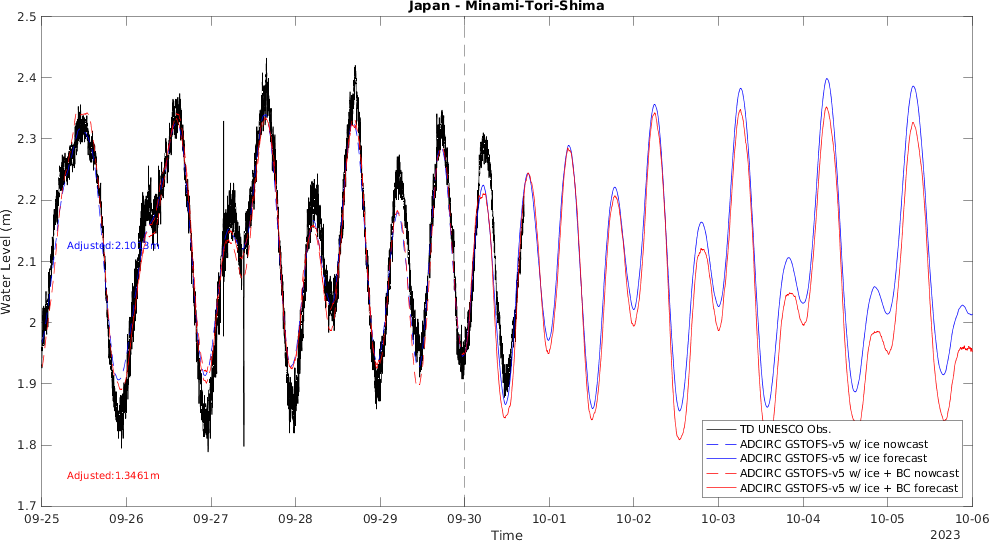 Japan - Minami-Tori-Shima
Water Level (m)
2.5
2.4
2.3
2.2
2.1
2
1.9
1.8
1.7
Adjusted:2.1013m
Adjusted:1.3461m
TD UNESCO Obs.
ADCIRC GSTOFS-v5 w/ ice nowcast
ADCIRC GSTOFS-v5 w/ ice forecast
ADCIRC GSTOFS-v5 w/ ice + BC nowcast
ADCIRC GSTOFS-v5 w/ ice + BC forecast
09-25 09-26 09-27 09-28 09-29 09-30 10-01 10-02 10-03 10-04 10-05 10-06
Time
2023